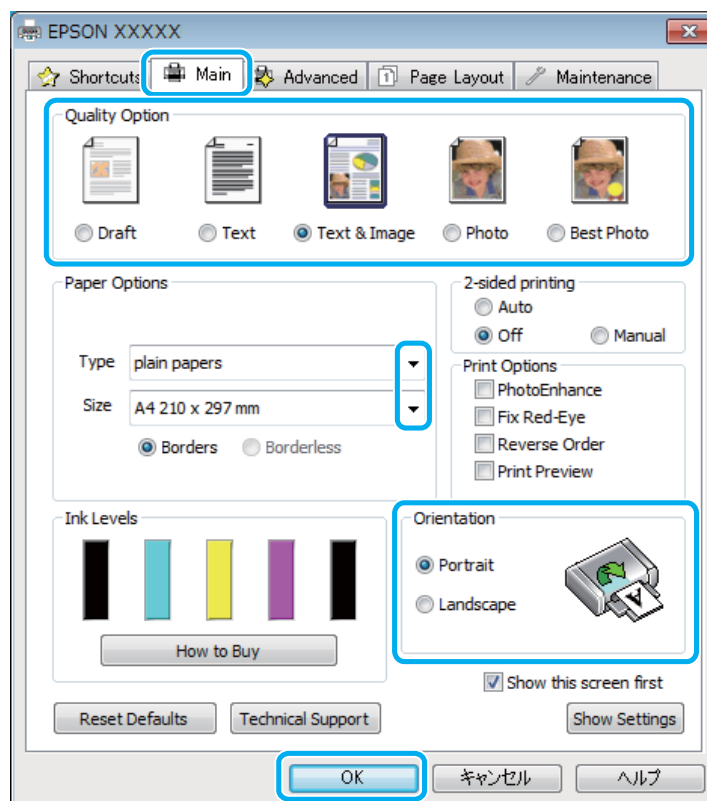 EPSON XXXXX
Shortcuts Main Advanced Page Layout Maintenance
Quality Option
Draft Text Text & Image Photo Best Photo
Paper Options
2-sided printing
Auto
Off Manual
Type plain papers
Size A4 210 x 297 mm
Borders Borderless
Print Options
PhotoEnhance
Fix Red-Eye
Reverse Order
Print Preview
Ink Levels
How to Buy
Orientation
Portrait
Landscape
A
Show this screen first
Reset Defaults Technical Support Show Settings
OK キャンセル ヘルプ